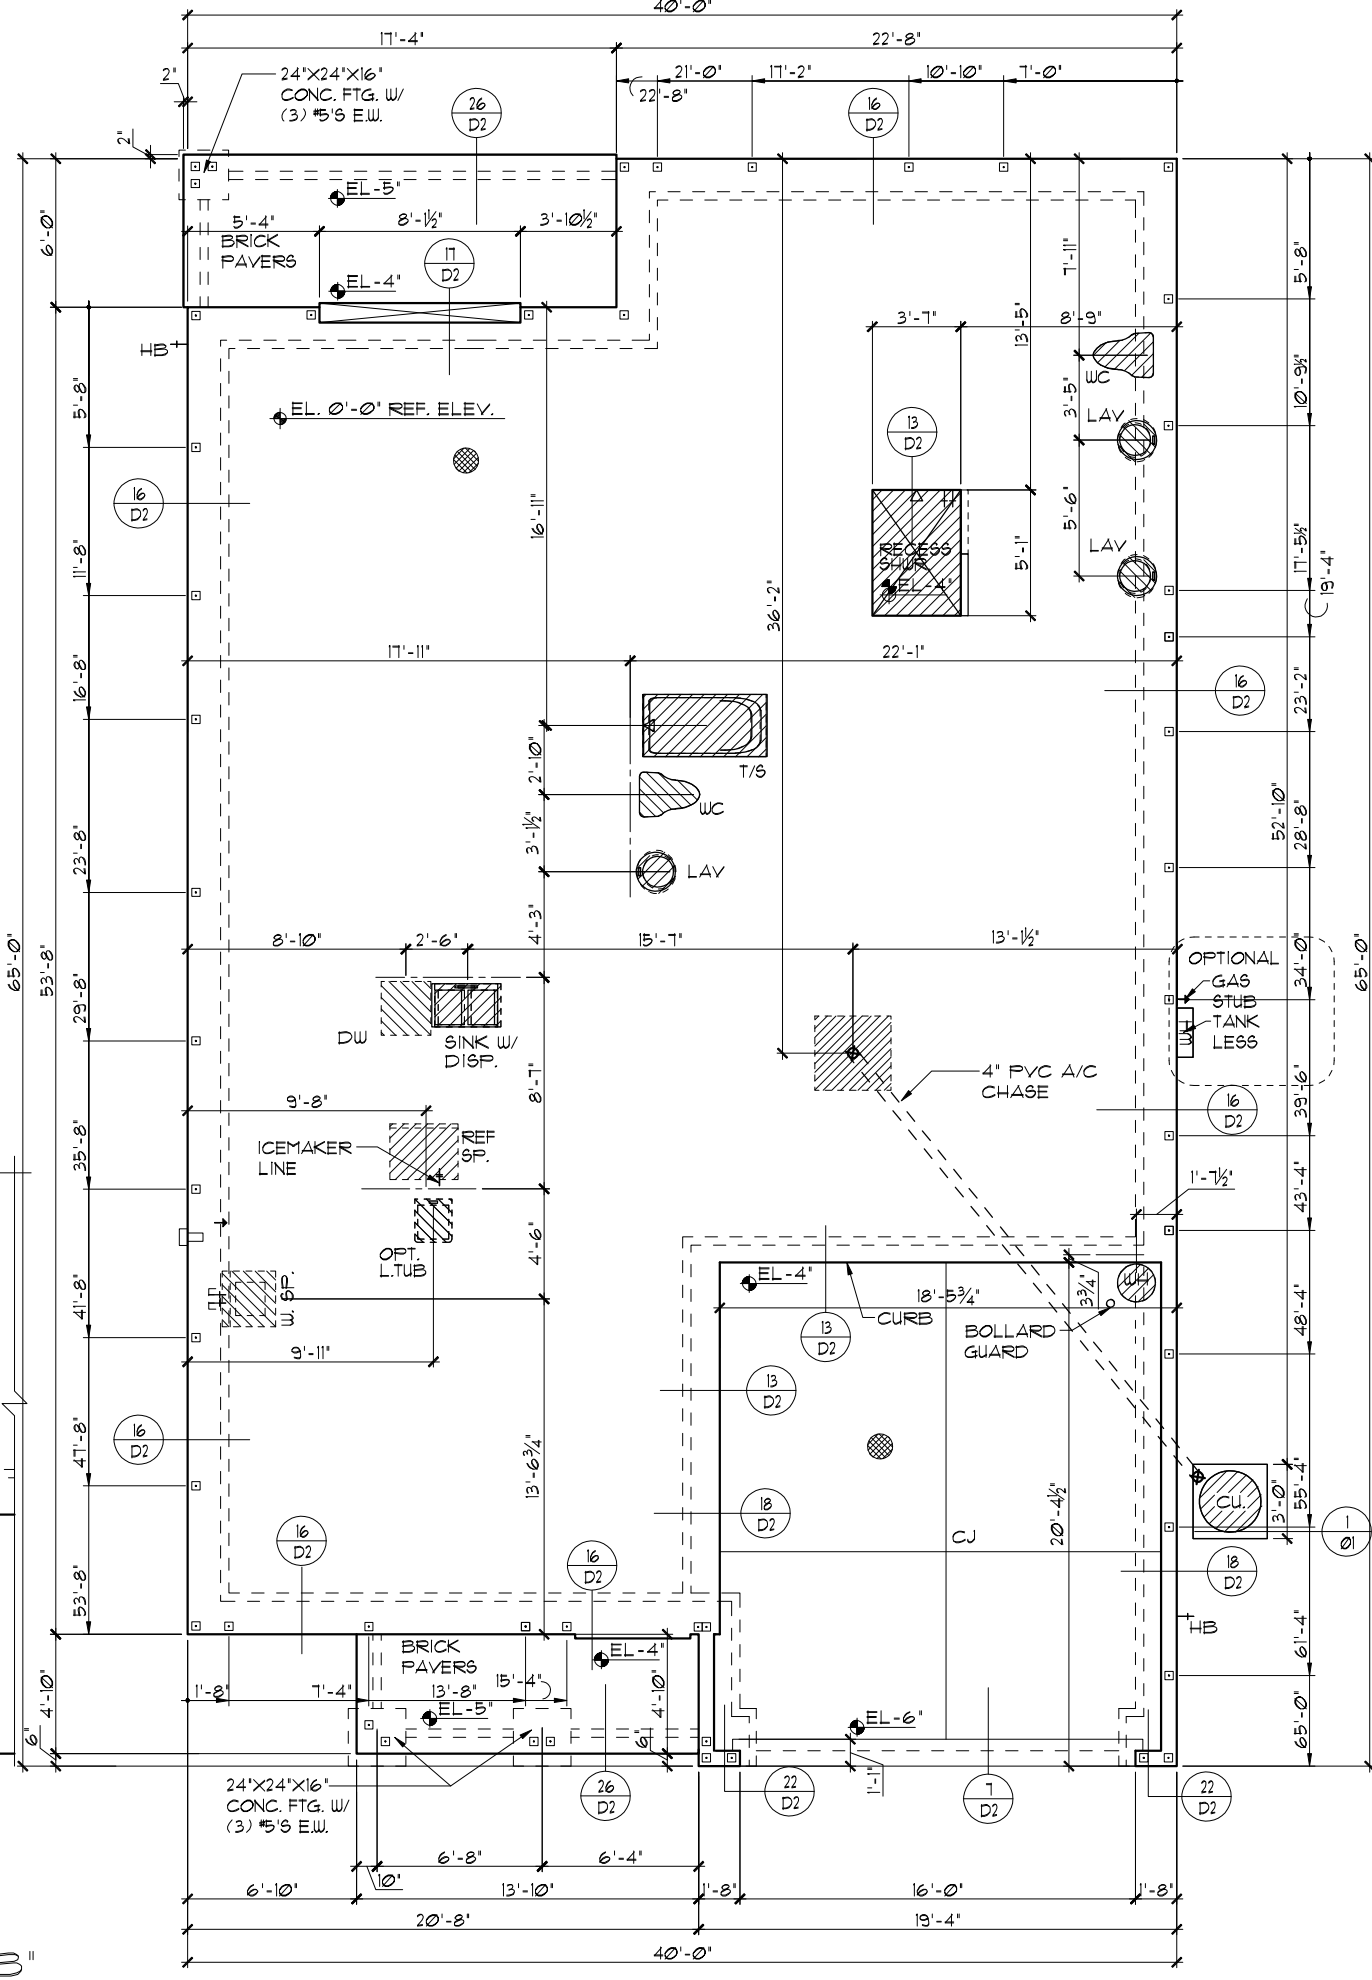 40'-0"
17'-4"
22'-8"
2"
24"X24"X16"
CONC. FTG. W/
(3) #5'S E.W.
26
D2
22'-8"
21'-0"
17'-2"
16
D2
10'-10"
7'-0"
2"
6'-0"
EL-5"
5'-4"
8'-1½"
3'-10½"
BRICK
PAVERS
17
D2
EL-4"
7'-11"
5'-8"
13'-5"
3'-7"
8'-9"
HB
WC
5'-8"
EL. 0'-0" REF. ELEV.
3'-5"
10'-9½"
LAV
13
D2
16
D2
16'-11"
5'-6"
LAV
11'-8"
RECESS
SHWR
EL-4"
5'-1"
17'-5½"
19'-4"
36'-2"
17'-11"
22'-1"
16'-8"
23'-2"
16
D2
T/S
2'-10"
WC
3'-1½"
LAV
23'-8"
52'-10"
28'-8"
65'-0"
53'-8"
8'-10"
2'-6"
4'-3"
15'-7"
13'-1½"
34'-0"
65'-0"
OPTIONAL
GAS
STUB
TANK
LESS
WH
29'-8"
DW
SINK W/
DISP.
8'-7"
4" PVC A/C
CHASE
39'-6"
16
D2
9'-8"
ICEMAKER
LINE
REF
SP.
35'-8"
1'-7½"
43'-4"
OPT.
L.TUB
4'-6"
W. SP.
EL-4"
18'-5¾"
3¾"
WH
CURB
BOLLARD
GUARD
13
D2
41'-8"
48'-4"
9'-11"
13
D2
16
D2
47'-8"
13'-6¾"
18
D2
20'-4½"
CJ
C.U.
3'-0"
55'-4"
1
01
16
D2
16
D2
18
D2
53'-8"
HB
61'-4"
BRICK
PAVERS
EL-4"
1'-8"
7'-4"
13'-8"
15'-4"
4'-10"
4'-10"
EL-5"
EL-6"
6"
6"
1'-1"
65'-0"
24"X24"X16"
CONC. FTG. W/
(3) #5'S E.W.
26
D2
22
D2
7
D2
22
D2
10"
6'-8"
6'-4"
6'-10"
13'-10"
1'-8"
16'-0"
1'-8"
20'-8"
19'-4"
40'-0"